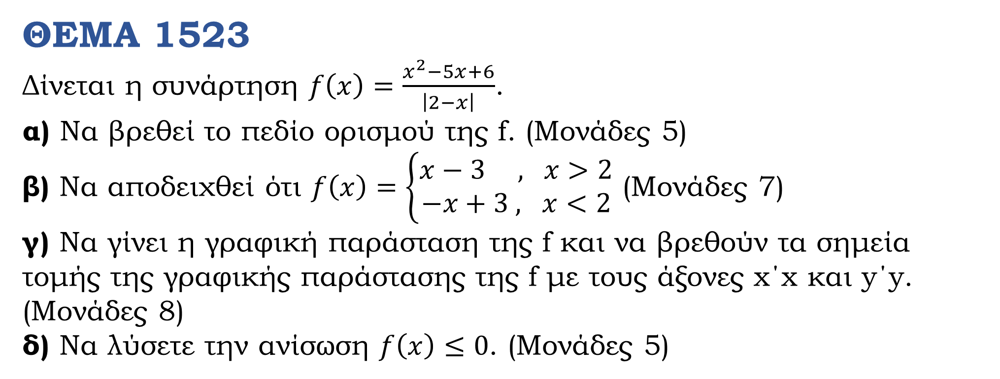 ΘΕΜΑ 1523
Δίνεται η συνάρτηση f(x) = \frac{x^2−5x+6}{|2−x|}.
α) Να βρεθεί το πεδίο ορισμού της f. (Μονάδες 5)
β) Να αποδειχθεί ότι f(x) = \begin{cases} x − 3 , x > 2 \\ −x + 3 , x < 2 \end{cases} (Μονάδες 7)
γ) Να γίνει η γραφική παράσταση της f και να βρεθούν τα σημεία
τομής της γραφικής παράστασης της f με τους άξονες x΄x και y΄y.
(Μονάδες 8)
δ) Να λύσετε την ανίσωση f(x) ≤ 0. (Μονάδες 5)